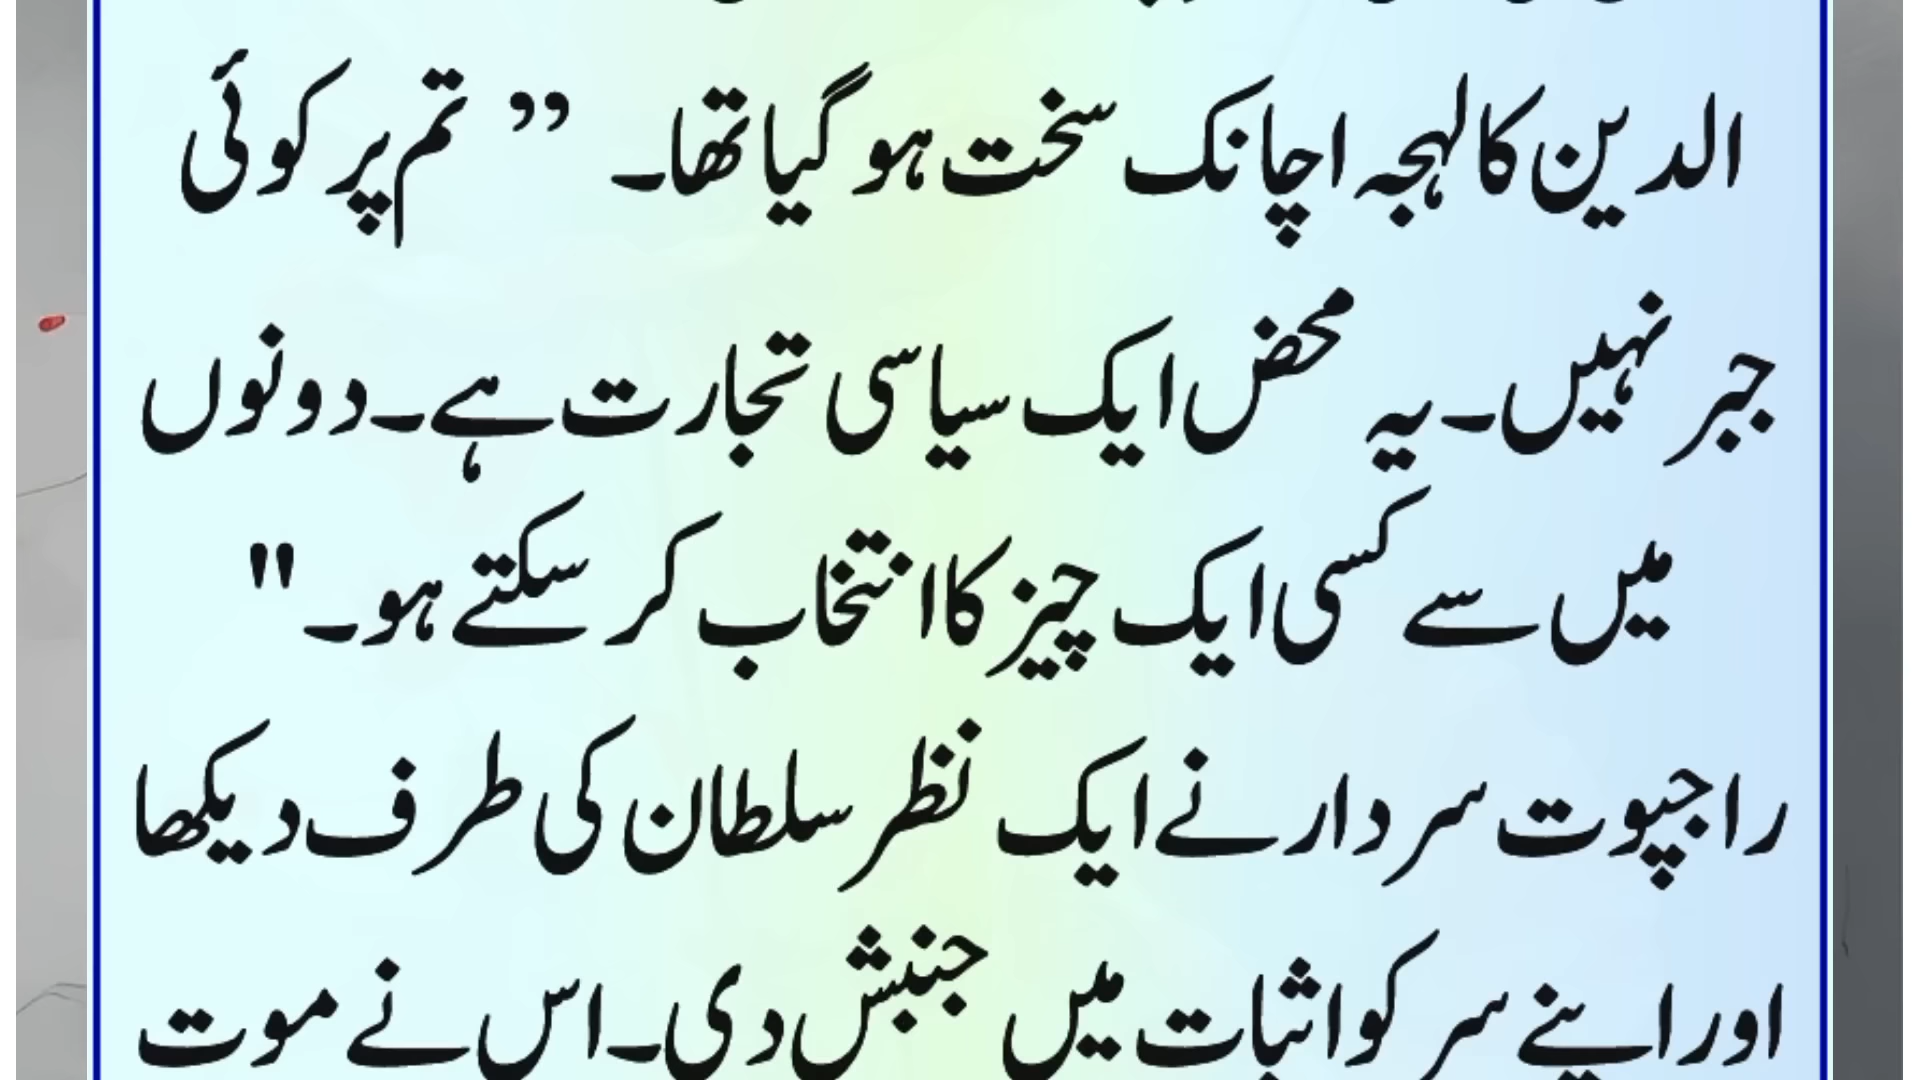 الدین کا لہجہ اچانک سخت ہو گیا تھا۔ ” تم پر کوئی
جبر نہیں۔ یہ محض ایک سیاسی تجارت ہے۔ دونوں
میں سے کسی ایک چیز کا انتخاب کر سکتے ہو۔"
راجپوت سردار نے ایک نظر سلطان کی طرف دیکھا
اور اپنے سر کو اثبات میں جنبش دی۔ اس نے موت